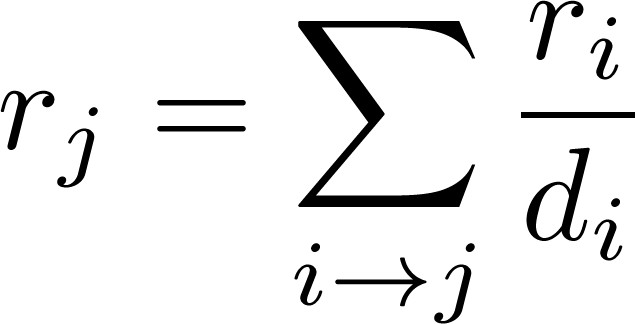 r_j = \sum_{i \to j} \frac{r_i}{d_i}